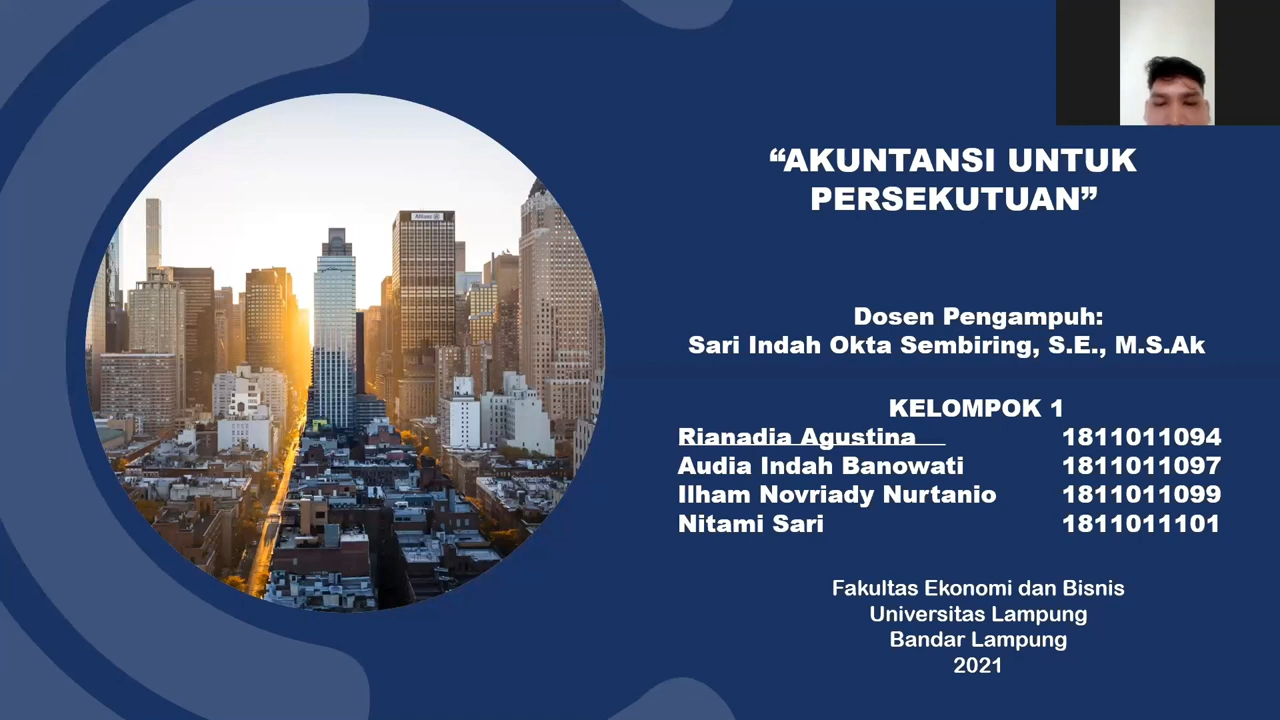 “AKUNTANSI UNTUK
PERSEKUTUAN”
Dosen Pengampuh:
Sari Indah Okta Sembiring, S.E., M.S.Ak
KELOMPOK 1
Rianadia Agustina 1811011094
Audia Indah Banowati 1811011097
Ilham Novriady Nurtanio 1811011099
Nitami Sari 1811011101
Fakultas Ekonomi dan Bisnis
Universitas Lampung
Bandar Lampung
2021
Allianz